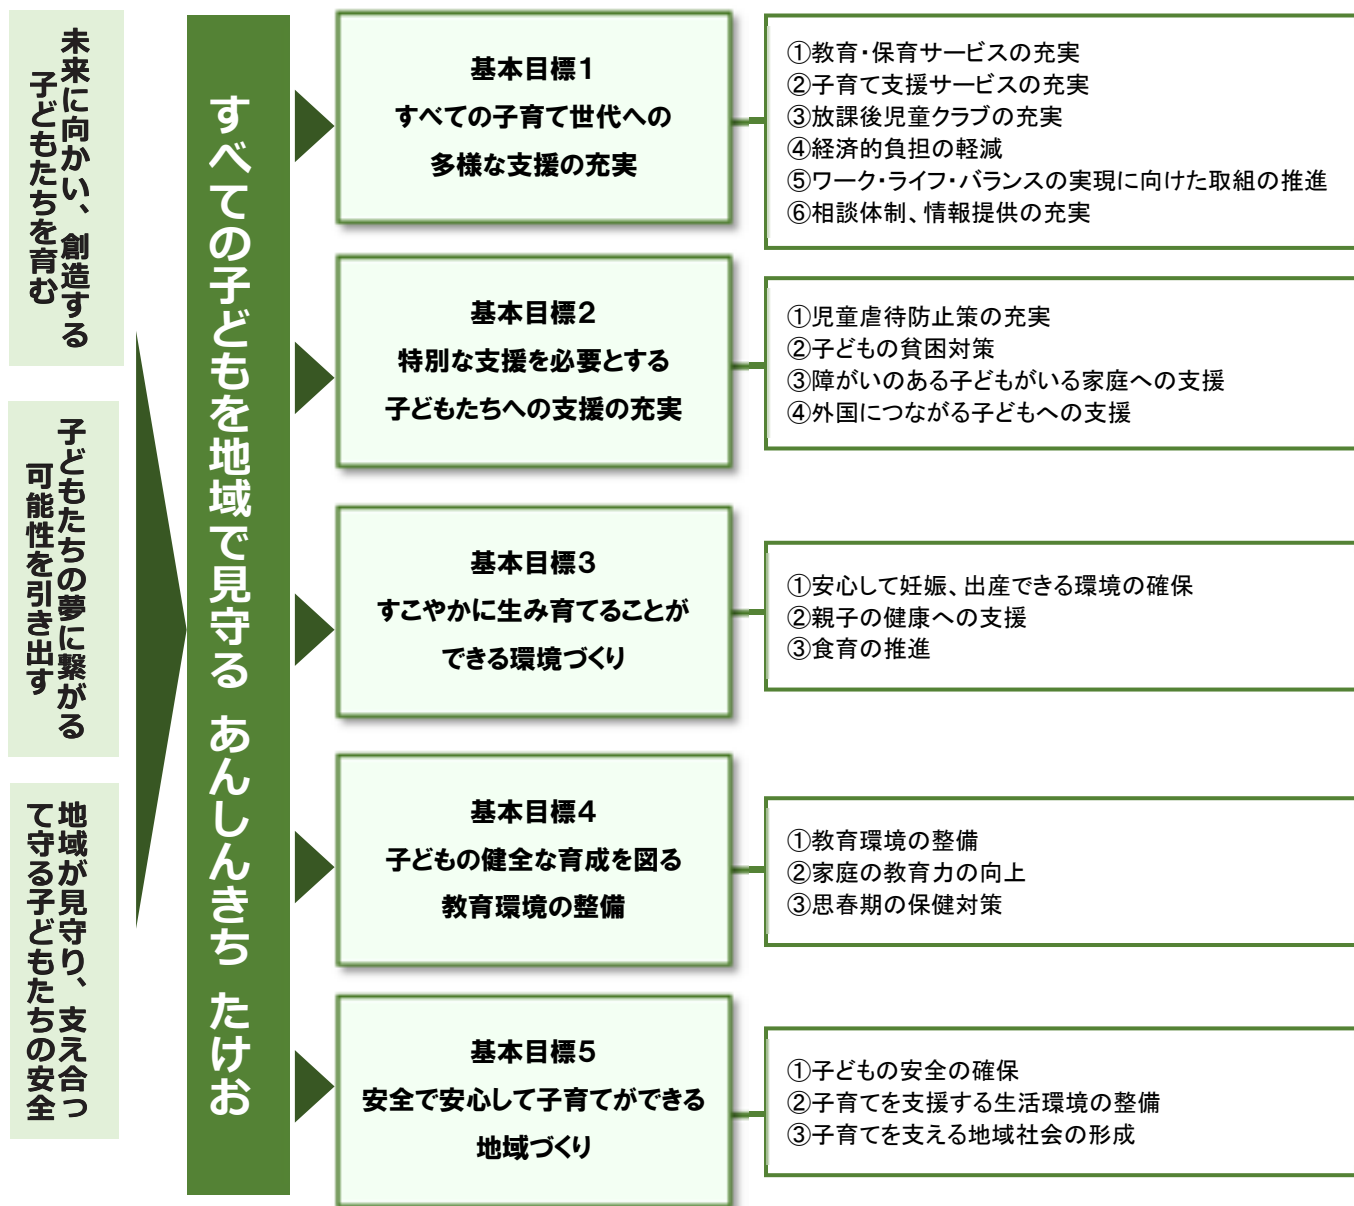 未来に向かい、創造する
子どもたちを育む
子どもたちの夢に繋がる
可能性を引き出す
地域が見守り、支え合っ
て守る子どもたちの安全
すべての子どもを地域で見守る あんしんきち たけお
基本目標1
すべての子育て世代への
多様な支援の充実
①教育・保育サービスの充実
②子育て支援サービスの充実
③放課後児童クラブの充実
④経済的負担の軽減
⑤ワーク・ライフ・バランスの実現に向けた取組の推進
⑥相談体制、情報提供の充実
基本目標2
特別な支援を必要とする
子どもたちへの支援の充実
①児童虐待防止策の充実
②子どもの貧困対策
③障がいのある子どもがいる家庭への支援
④外国につながる子どもへの支援
基本目標3
すこやかに生み育てることが
できる環境づくり
①安心して妊娠、出産できる環境の確保
②親子の健康への支援
③食育の推進
基本目標4
子どもの健全な育成を図る
教育環境の整備
①教育環境の整備
②家庭の教育力の向上
③思春期の保健対策
基本目標5
安全で安心して子育てができる
地域づくり
①子どもの安全の確保
②子育てを支援する生活環境の整備
③子育てを支える地域社会の形成